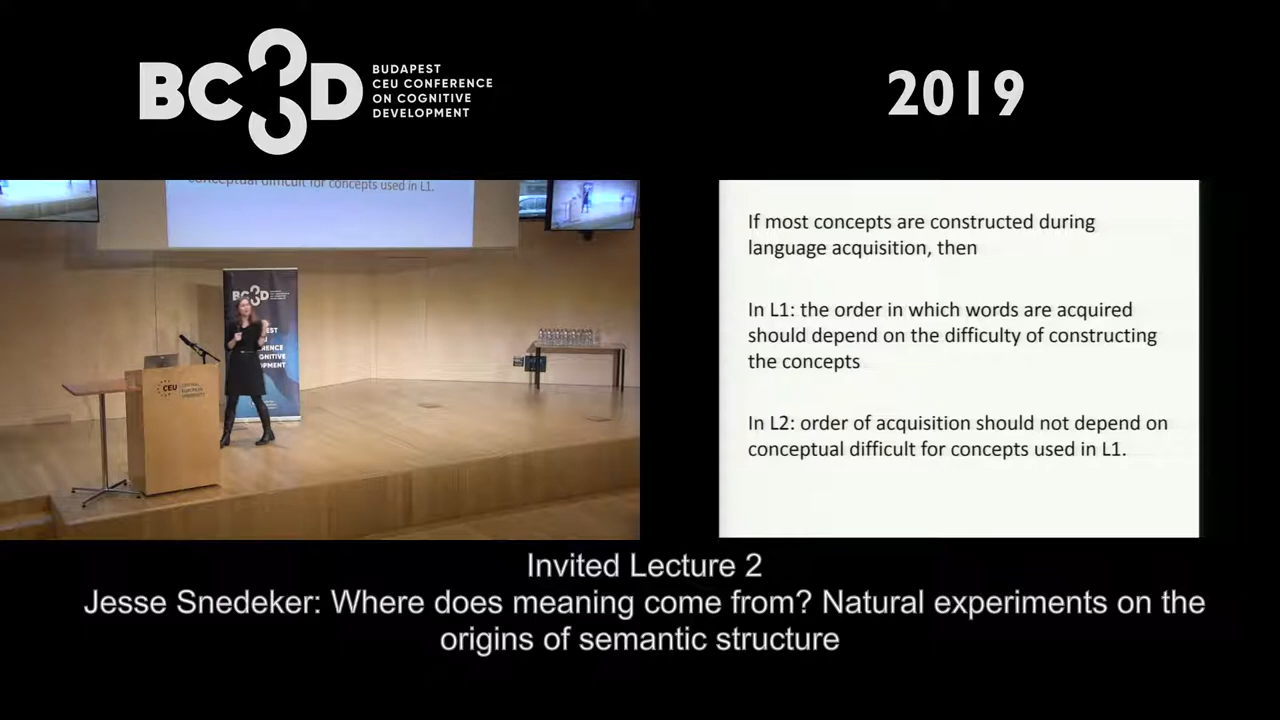 BC3D
BUDAPEST
CEU CONFERENCE
ON COGNITIVE
DEVELOPMENT
2019
conceptual difficult for concepts used in L1.
BC3D
CEU
If most concepts are constructed during
language acquisition, then
In L1: the order in which words are acquired
should depend on the difficulty of constructing
the concepts
In L2: order of acquisition should not depend on
conceptual difficult for concepts used in L1.
Invited Lecture 2
Jesse Snedeker: Where does meaning come from? Natural experiments on the
origins of semantic structure